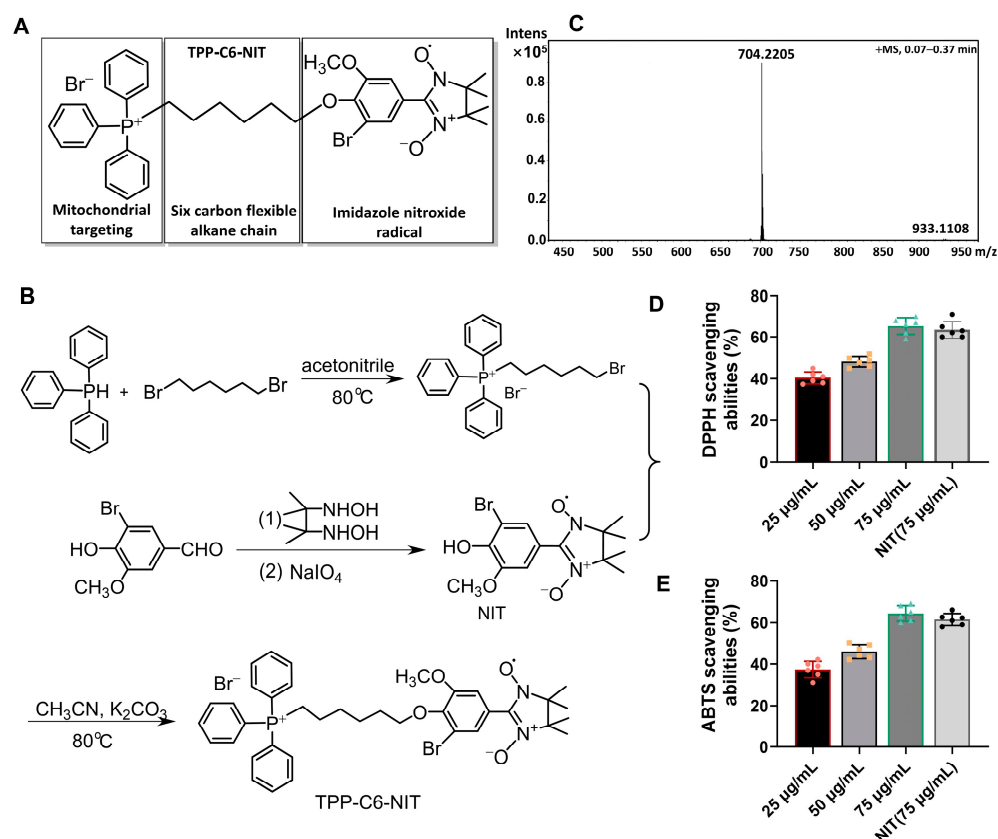 A
TPP-C6-NIT
Br⁻
P⁺
H₃CO
O
Br
O•
N
N⁺
⁻O
Mitochondrial
targeting
Six carbon flexible
alkane chain
Imidazole nitroxide
radical
C
Intens
×10⁵
704.2205
+MS, 0.07–0.37 min
0.8
0.6
0.4
0.2
0.0
933.1108
450 500 550 600 650 700 750 800 850 900 950 m/z
B
PH
+
Br
Br
acetonitrile
80°C
P⁺
Br⁻
Br
Br
HO
CH₃O
CHO
(1)
NHOH
NHOH
(2) NaIO₄
Br
HO
H₃CO
O•
N
N⁺
⁻O
NIT
CH₃CN, K₂CO₃
80°C
Br⁻
P⁺
H₃CO
O
Br
O•
N
N⁺
⁻O
TPP-C6-NIT
D
DPPH scavenging
abilities (%)
80
60
40
20
0
25 μg/mL
50 μg/mL
75 μg/mL
NIT(75 μg/mL)
E
ABTS scavenging
abilities (%)
80
60
40
20
0
25 μg/mL
50 μg/mL
75 μg/mL
NIT(75 μg/mL)